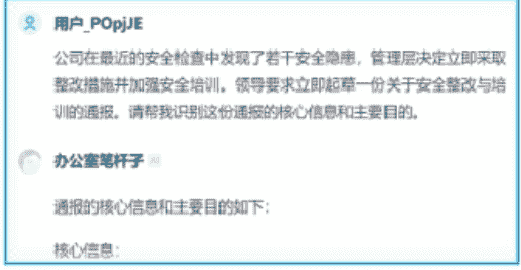 用户_POpjJE
公司在最近的安全检查中发现了若干安全隐患，管理层决定立即采取
整改措施并加强安全培训。领导要求立即起草一份关于安全整改与培
训的通报。请帮我识别这份通报的核心信息和主要目的。
办公室笔杆子
通报的核心信息和主要目的如下：
核心信息：